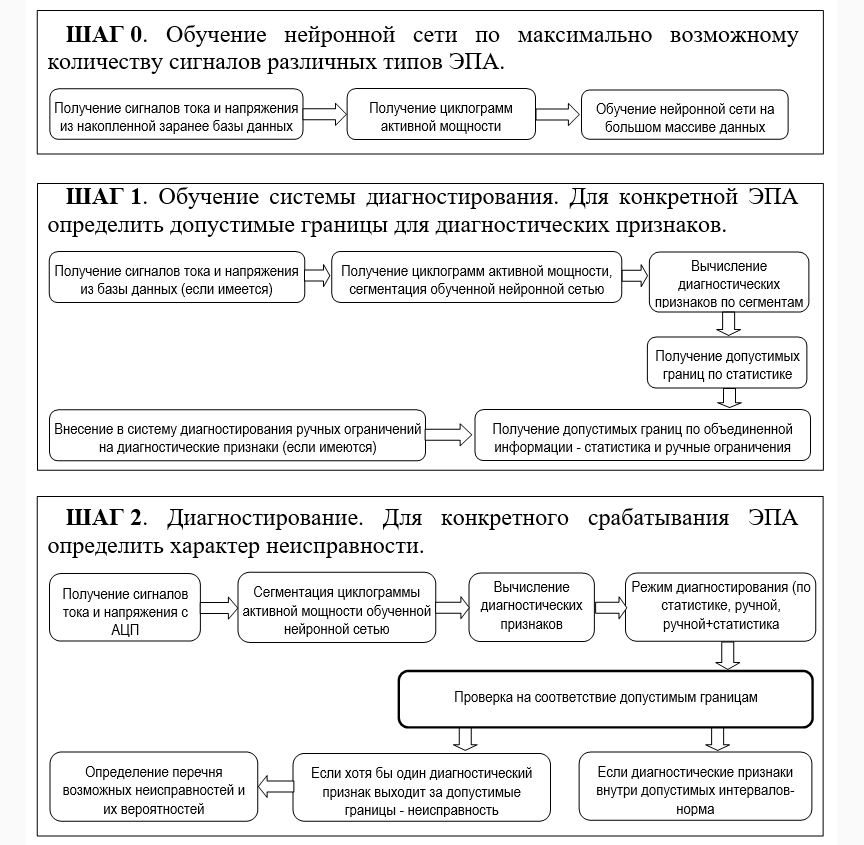 ШАГ 0. Обучение нейронной сети по максимально возможному
количеству сигналов различных типов ЭПА.
Получение сигналов тока и напряжения
из накопленной заранее базы данных
Получение циклограмм
активной мощности
Обучение нейронной сети на
большом массиве данных
ШАГ 1. Обучение системы диагностирования. Для конкретной ЭПА
определить допустимые границы для диагностических признаков.
Получение сигналов тока и напряжения
из базы данных (если имеется)
Получение циклограмм активной мощности,
сегментация обученной нейронной сетью
Вычисление
диагностических
признаков по сегментам
Получение допустимых
границ по статистике
Внесение в систему диагностирования ручных ограничений
на диагностические признаки (если имеются)
Получение допустимых границ по объединенной
информации - статистика и ручные ограничения
ШАГ 2. Диагностирование. Для конкретного срабатывания ЭПА
определить характер неисправности.
Получение сигналов
тока и напряжения с
АЦП
Сегментация циклограммы
активной мощности обученной
нейронной сетью
Вычисление
диагностических
признаков
Режим диагностирования (по
статистике, ручной,
ручной+статистика
Проверка на соответствие допустимым границам
Определение перечня
возможных неисправностей и
их вероятностей
Если хотя бы один диагностический
признак выходит за допустимые
границы - неисправность
Если диагностические признаки
внутри допустимых интервалов-
норма